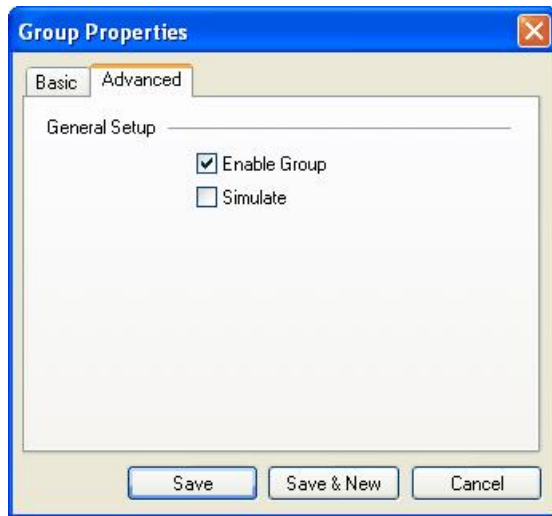 Group Properties
Basic Advanced
General Setup
Enable Group
Simulate
Save Save & New Cancel